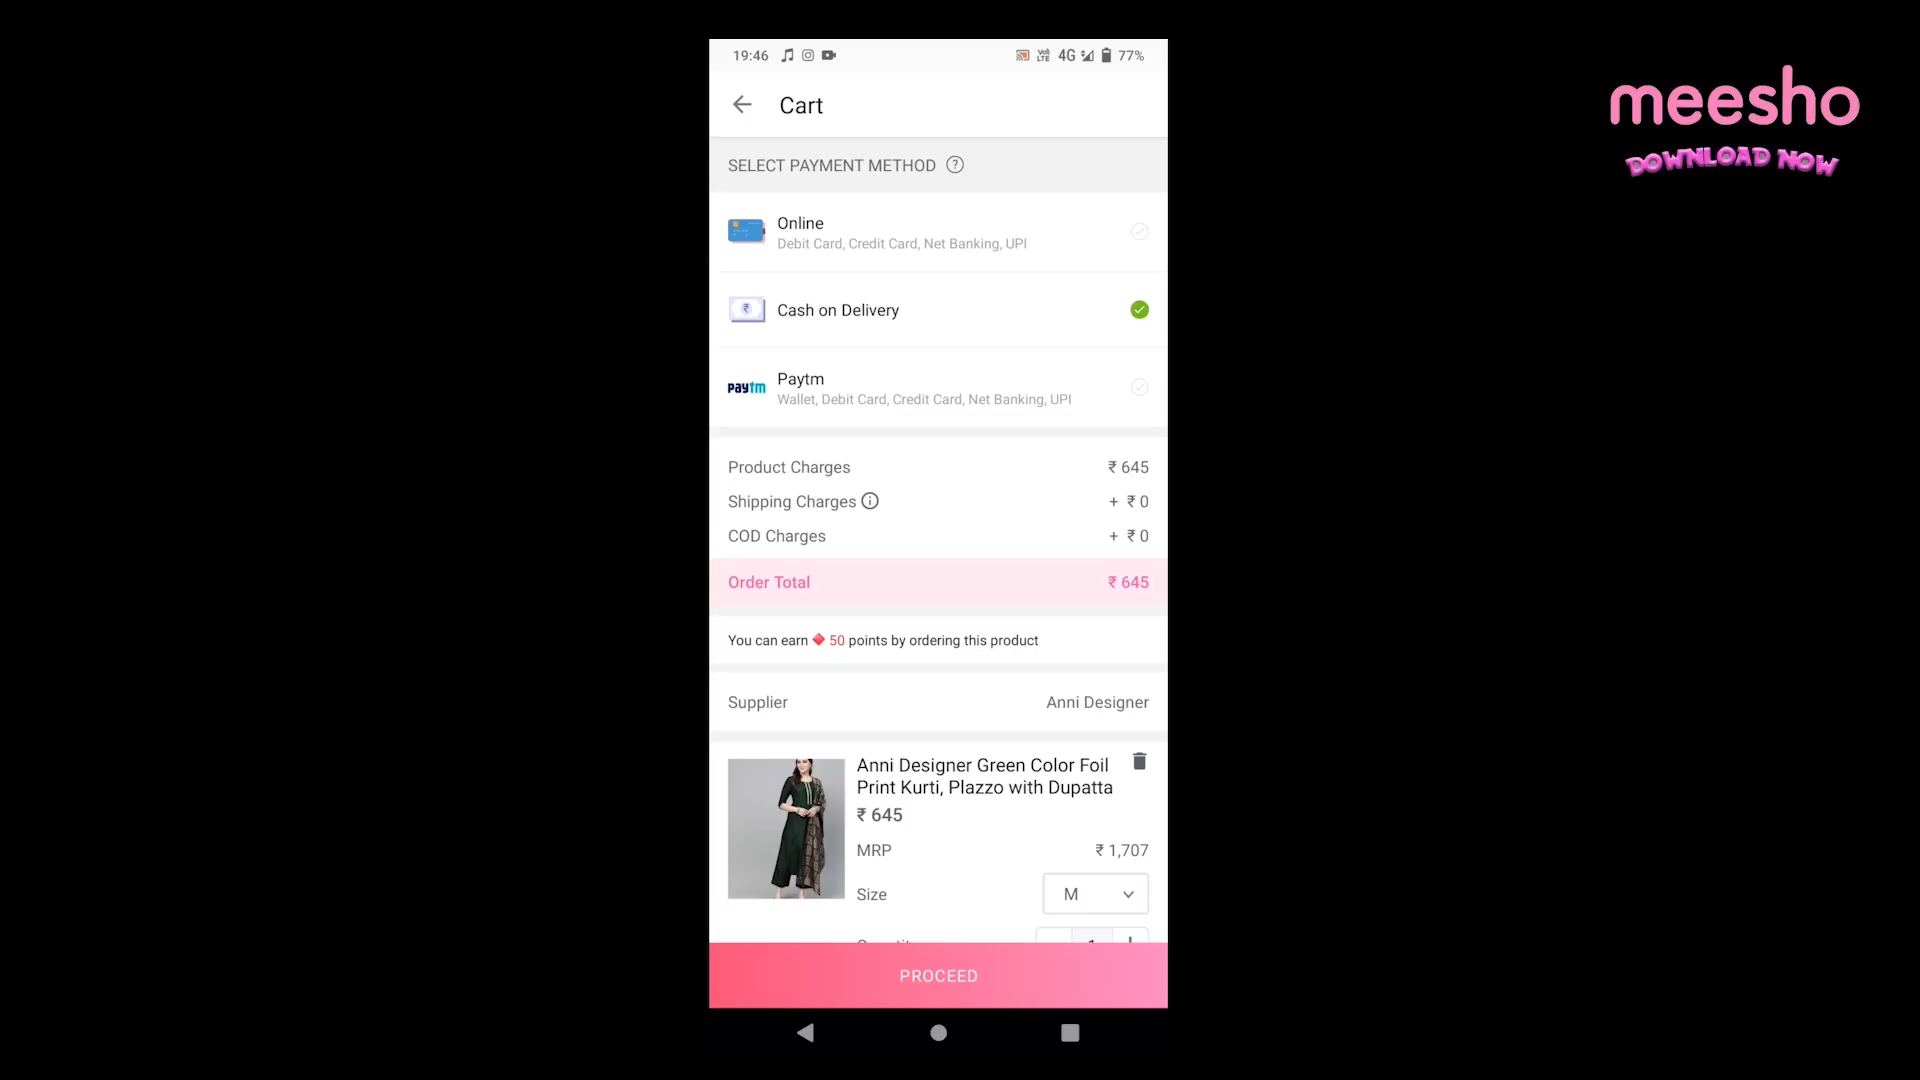 19:46 4G 77%
meesho
DOWNLOAD NOW
Cart
SELECT PAYMENT METHOD
Online
Debit Card, Credit Card, Net Banking, UPI
₹
Cash on Delivery
paytm
Paytm
Wallet, Debit Card, Credit Card, Net Banking, UPI
Product Charges ₹ 645
Shipping Charges + ₹ 0
COD Charges + ₹ 0
Order Total ₹ 645
You can earn 50 points by ordering this product
Supplier Anni Designer
Anni Designer Green Color Foil
Print Kurti, Plazzo with Dupatta
₹ 645
MRP ₹ 1,707
Size M
PROCEED